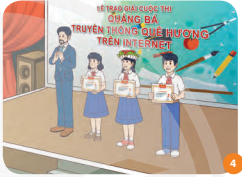 LỄ TRAO GIẢI CUỘC THI
QUẢNG BÁ
TRUYỀN THỐNG QUÊ HƯƠNG
TRÊN INTERNET
4